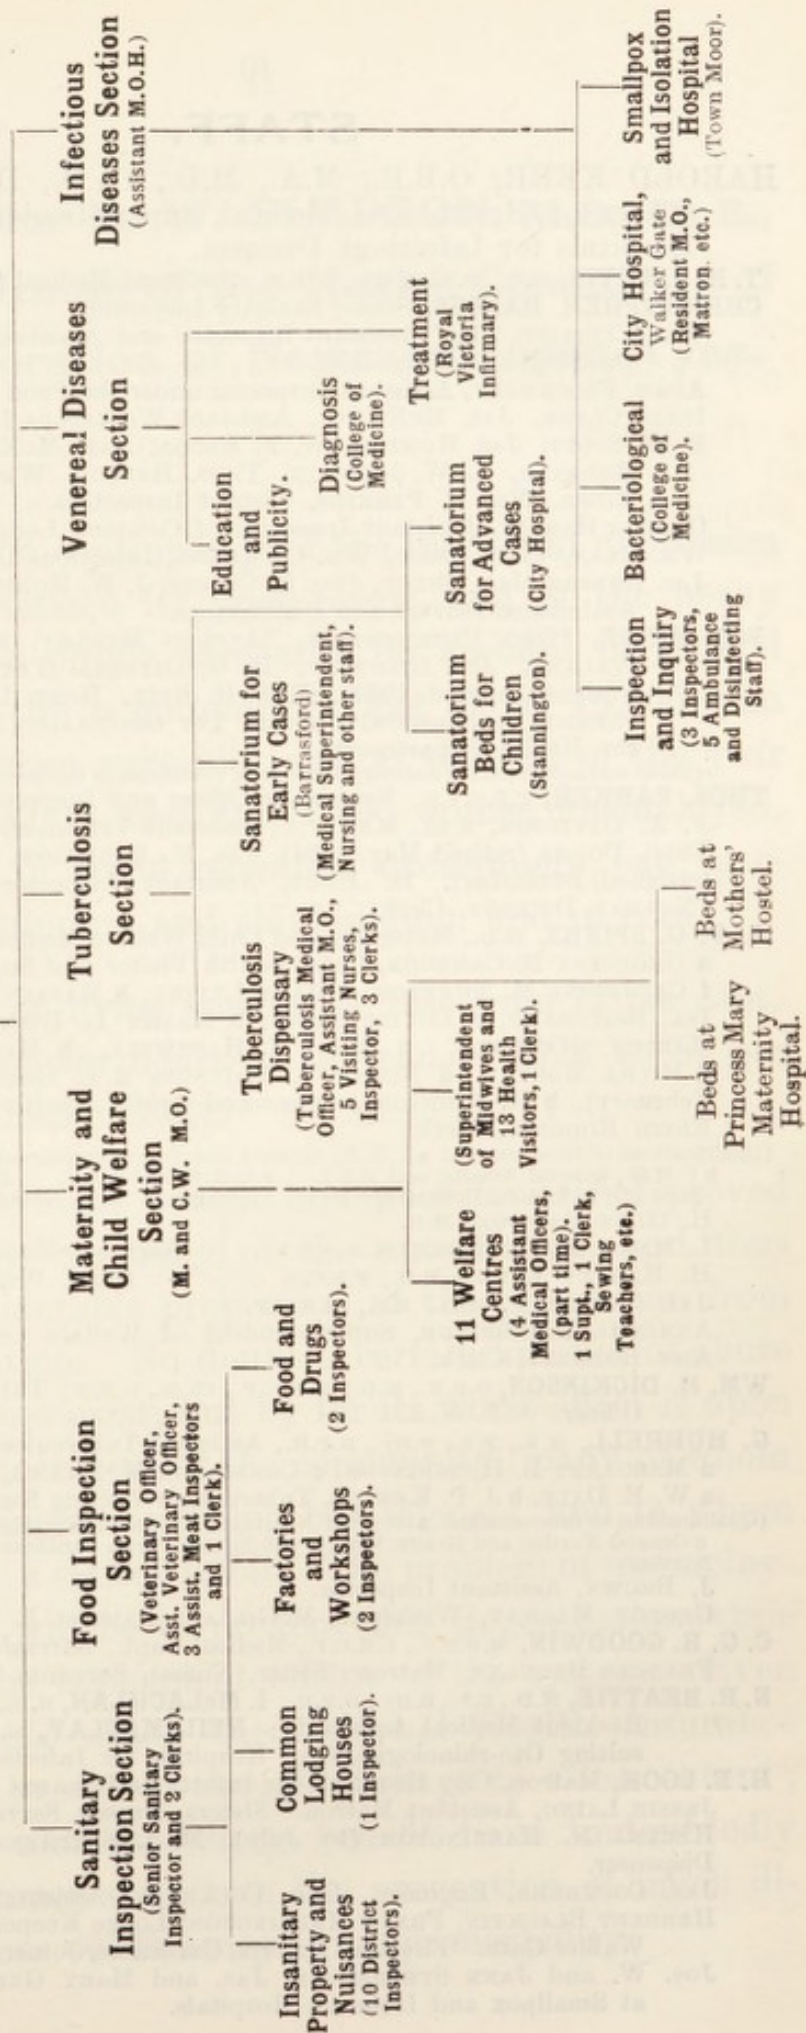 Sanitary
Inspection Section
(Senior Sanitary
Inspector and 2 Clerks).
Insanitary
Property and
Nuisances
(10 District
Inspectors).
Common
Lodging
Houses
(1 Inspector).
Factories
and
Workshops
(2 Inspectors).
Food and
Drugs
(2 Inspectors).
Food Inspection
Section
(Veterinary Officer,
Asst. Veterinary Officer,
3 Assist. Meat Inspectors
and 1 Clerk).
Maternity and
Child Welfare
Section
(M. and C.W. M.O.)
11 Welfare
Centres
(4 Assistant
Medical Officers,
(part time).
1 Supt., 1 Clerk,
Sewing
Teachers, etc.)
(Superintendent
of Midwives and
13 Health
Visitors, 1 Clerk).
Beds at
Princess Mary
Maternity
Hospital.
Beds at
Mothers'
Hostel.
Tuberculosis
Section
Tuberculosis
Dispensary
(Tuberculosis Medical
Officer, Assistant M.O.,
5 Visiting Nurses,
Inspector, 3 Clerks).
Sanatorium for
Early Cases
(Barrasford)
(Medical Superintendent,
Nursing and other staff).
Sanatorium
Beds for
Children
(Stannington).
Sanatorium
for Advanced
Cases
(City Hospital).
Venereal Diseases
Section
Education
and
Publicity.
Diagnosis
(College of
Medicine).
Treatment
(Royal
Victoria
Infirmary).
Infectious
Diseases Section
(Assistant M.O.H.)
Inspection
and Inquiry
(3 Inspectors,
5 Ambulance
and Disinfecting
Staff).
Bacteriological
(College of
Medicine).
City Hospital,
Walker Gate
(Resident M.O.,
Matron. etc.)
Smallpox
and Isolation
Hospital
(Town Moor).